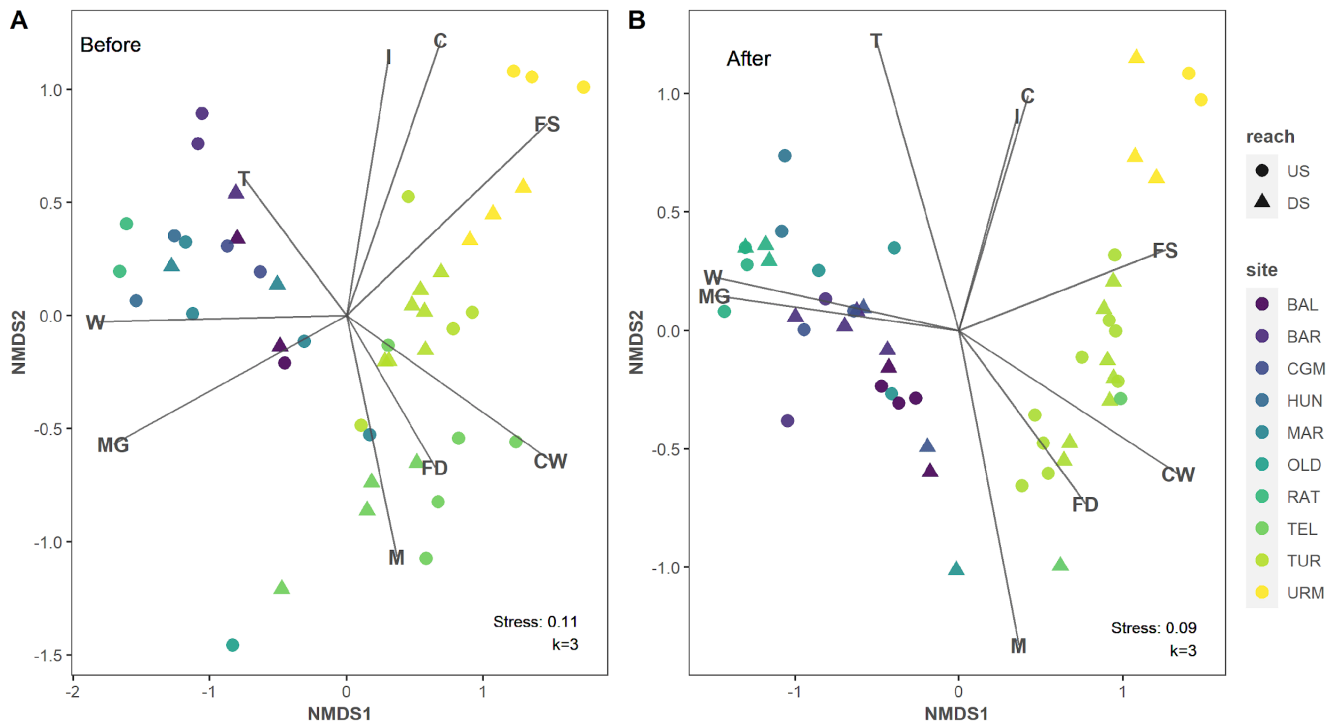 A
Before
I
C
FS
T
W
MG
FD
CW
M
Stress: 0.11
k=3
1.0
0.5
0.0
-0.5
-1.0
-1.5
NMDS2
-2
-1
0
1
NMDS1
B
After
T
C
I
FS
W
MG
CW
FD
M
Stress: 0.09
k=3
1.0
0.5
0.0
-0.5
-1.0
NMDS2
-1
0
1
NMDS1
reach
US
DS
site
BAL
BAR
CGM
HUN
MAR
OLD
RAT
TEL
TUR
URM